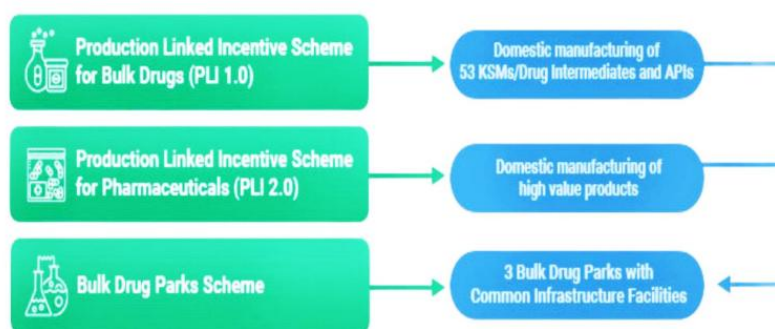 Production Linked Incentive Scheme
for Bulk Drugs (PLI 1.0)
Domestic manufacturing of
53 KSMs/Drug Intermediates and APIs
Production Linked Incentive Scheme
for Pharmaceuticals (PLI 2.0)
Domestic manufacturing of
high value products
Bulk Drug Parks Scheme
3 Bulk Drug Parks with
Common Infrastructure Facilities